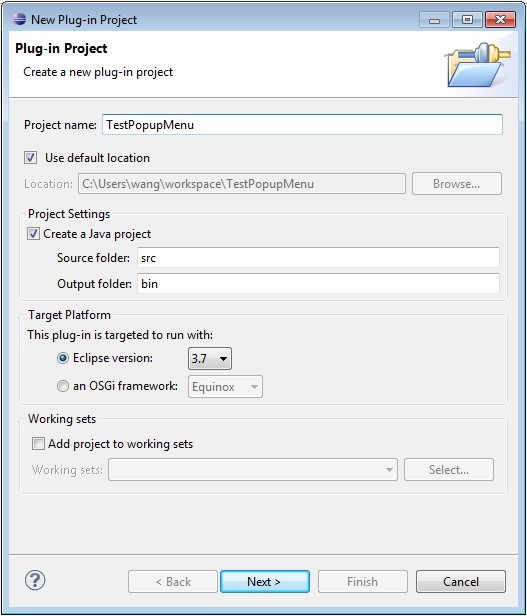 New Plug-in Project
Plug-in Project
Create a new plug-in project
Project name: TestPopupMenu
Use default location
Location: C:\Users\wang\workspace\TestPopupMenu Browse...
Project Settings
Create a Java project
Source folder: src
Output folder: bin
Target Platform
This plug-in is targeted to run with:
Eclipse version: 3.7
an OSGi framework: Equinox
Working sets
Add project to working sets
Working sets: Select...
? < Back Next > Finish Cancel